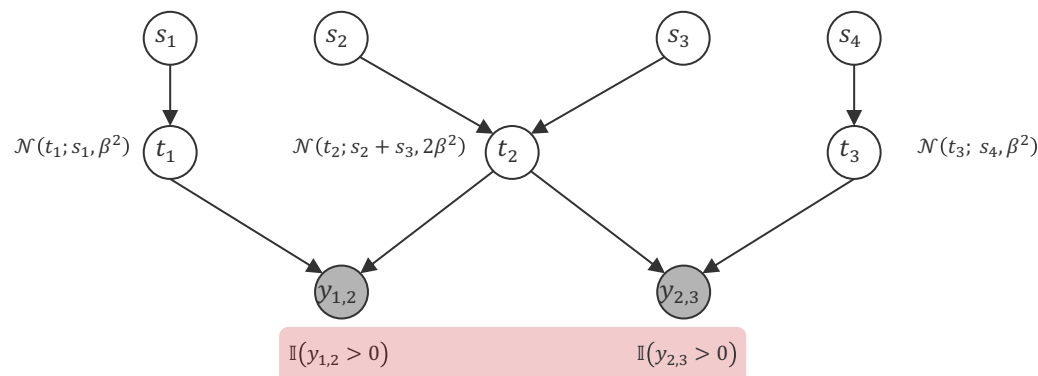 s₁ s₂ s₃ s₄
𝒩(t₁; s₁, β²) t₁ 𝒩(t₂; s₂ + s₃, 2β²) t₂ t₃ 𝒩(t₃; s₄, β²)
y₁,₂ y₂,₃
𝕀(y₁,₂ > 0) 𝕀(y₂,₃ > 0)